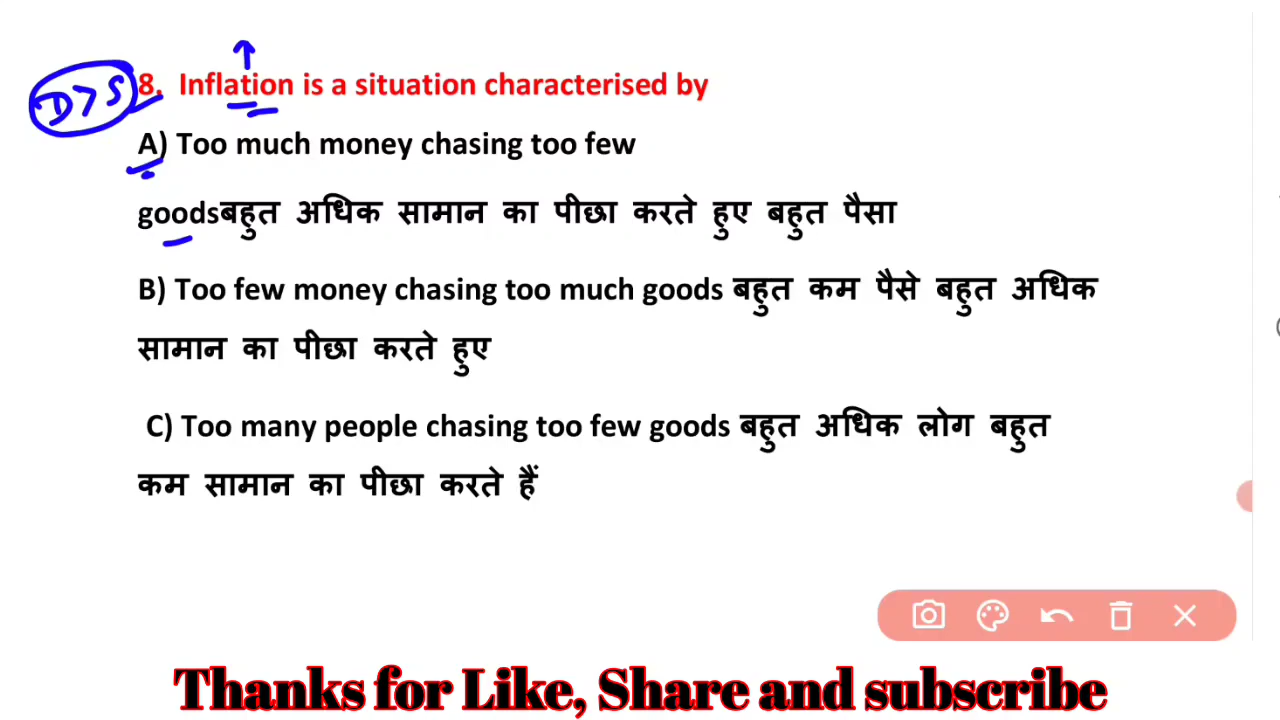 D>S
8. Inflation is a situation characterised by
A) Too much money chasing too few
goodsबहुत अधिक सामान का पीछा करते हुए बहुत पैसा
B) Too few money chasing too much goods बहुत कम पैसे बहुत अधिक
सामान का पीछा करते हुए
C) Too many people chasing too few goods बहुत अधिक लोग बहुत
कम सामान का पीछा करते हैं
Thanks for Like, Share and subscribe